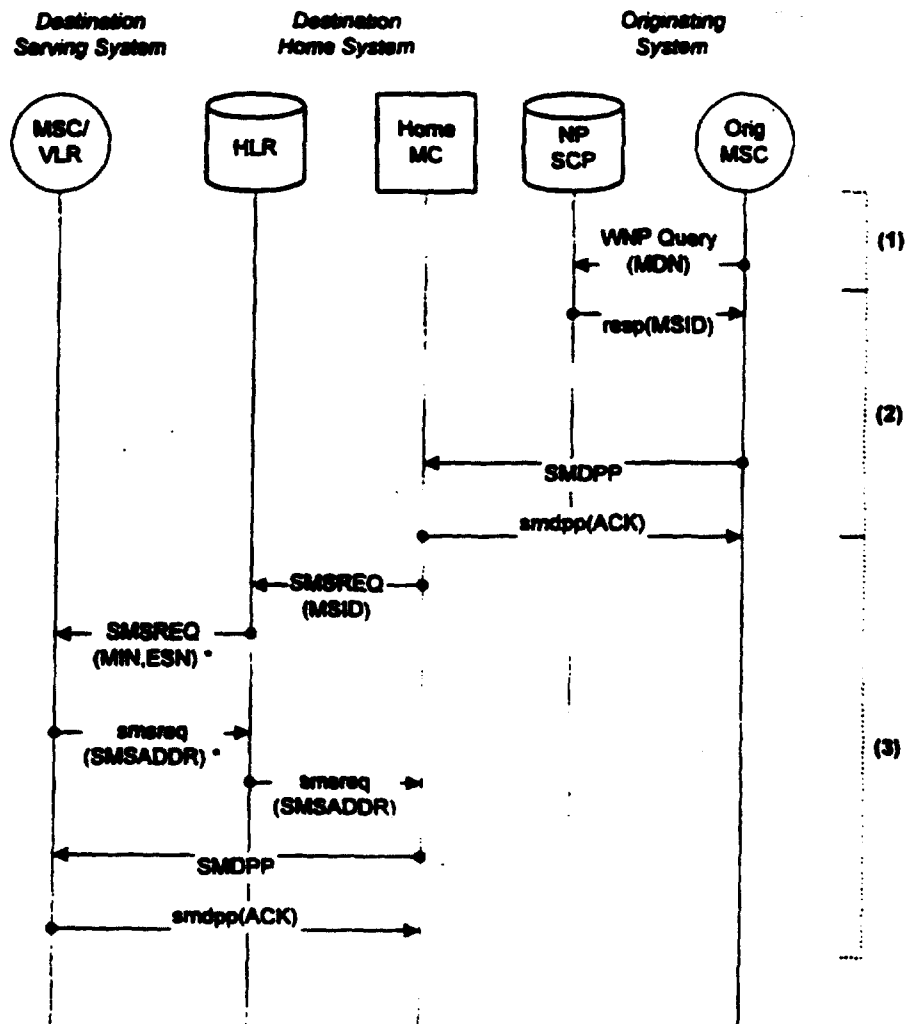 Destination
Serving System
Destination
Home System
Originating
System
MSC/
VLR
HLR
Home
MC
NP
SCP
Orig
MSC
WNP Query
(MDN)
(1)
resp(MSID)
(2)
SMDPP
smdpp(ACK)
SMSREQ
(MSID)
SMSREQ
(MIN,ESN) *
smsreq
(SMSADDR) *
(3)
smsreq
(SMSADDR)
SMDPP
smdpp(ACK)